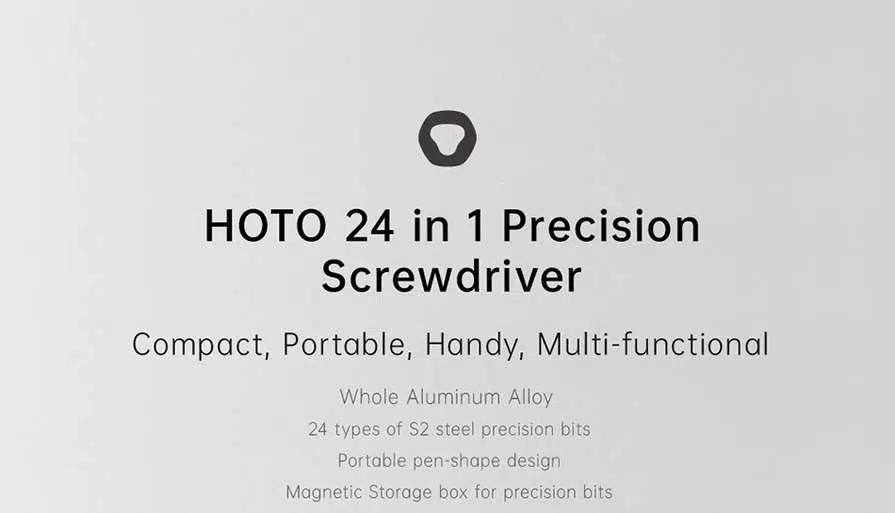 HOTO 24 in 1 Precision
Screwdriver
Compact, Portable, Handy, Multi-functional
Whole Aluminum Alloy
24 types of S2 steel precision bits
Portable pen-shape design
Magnetic Storage box for precision bits